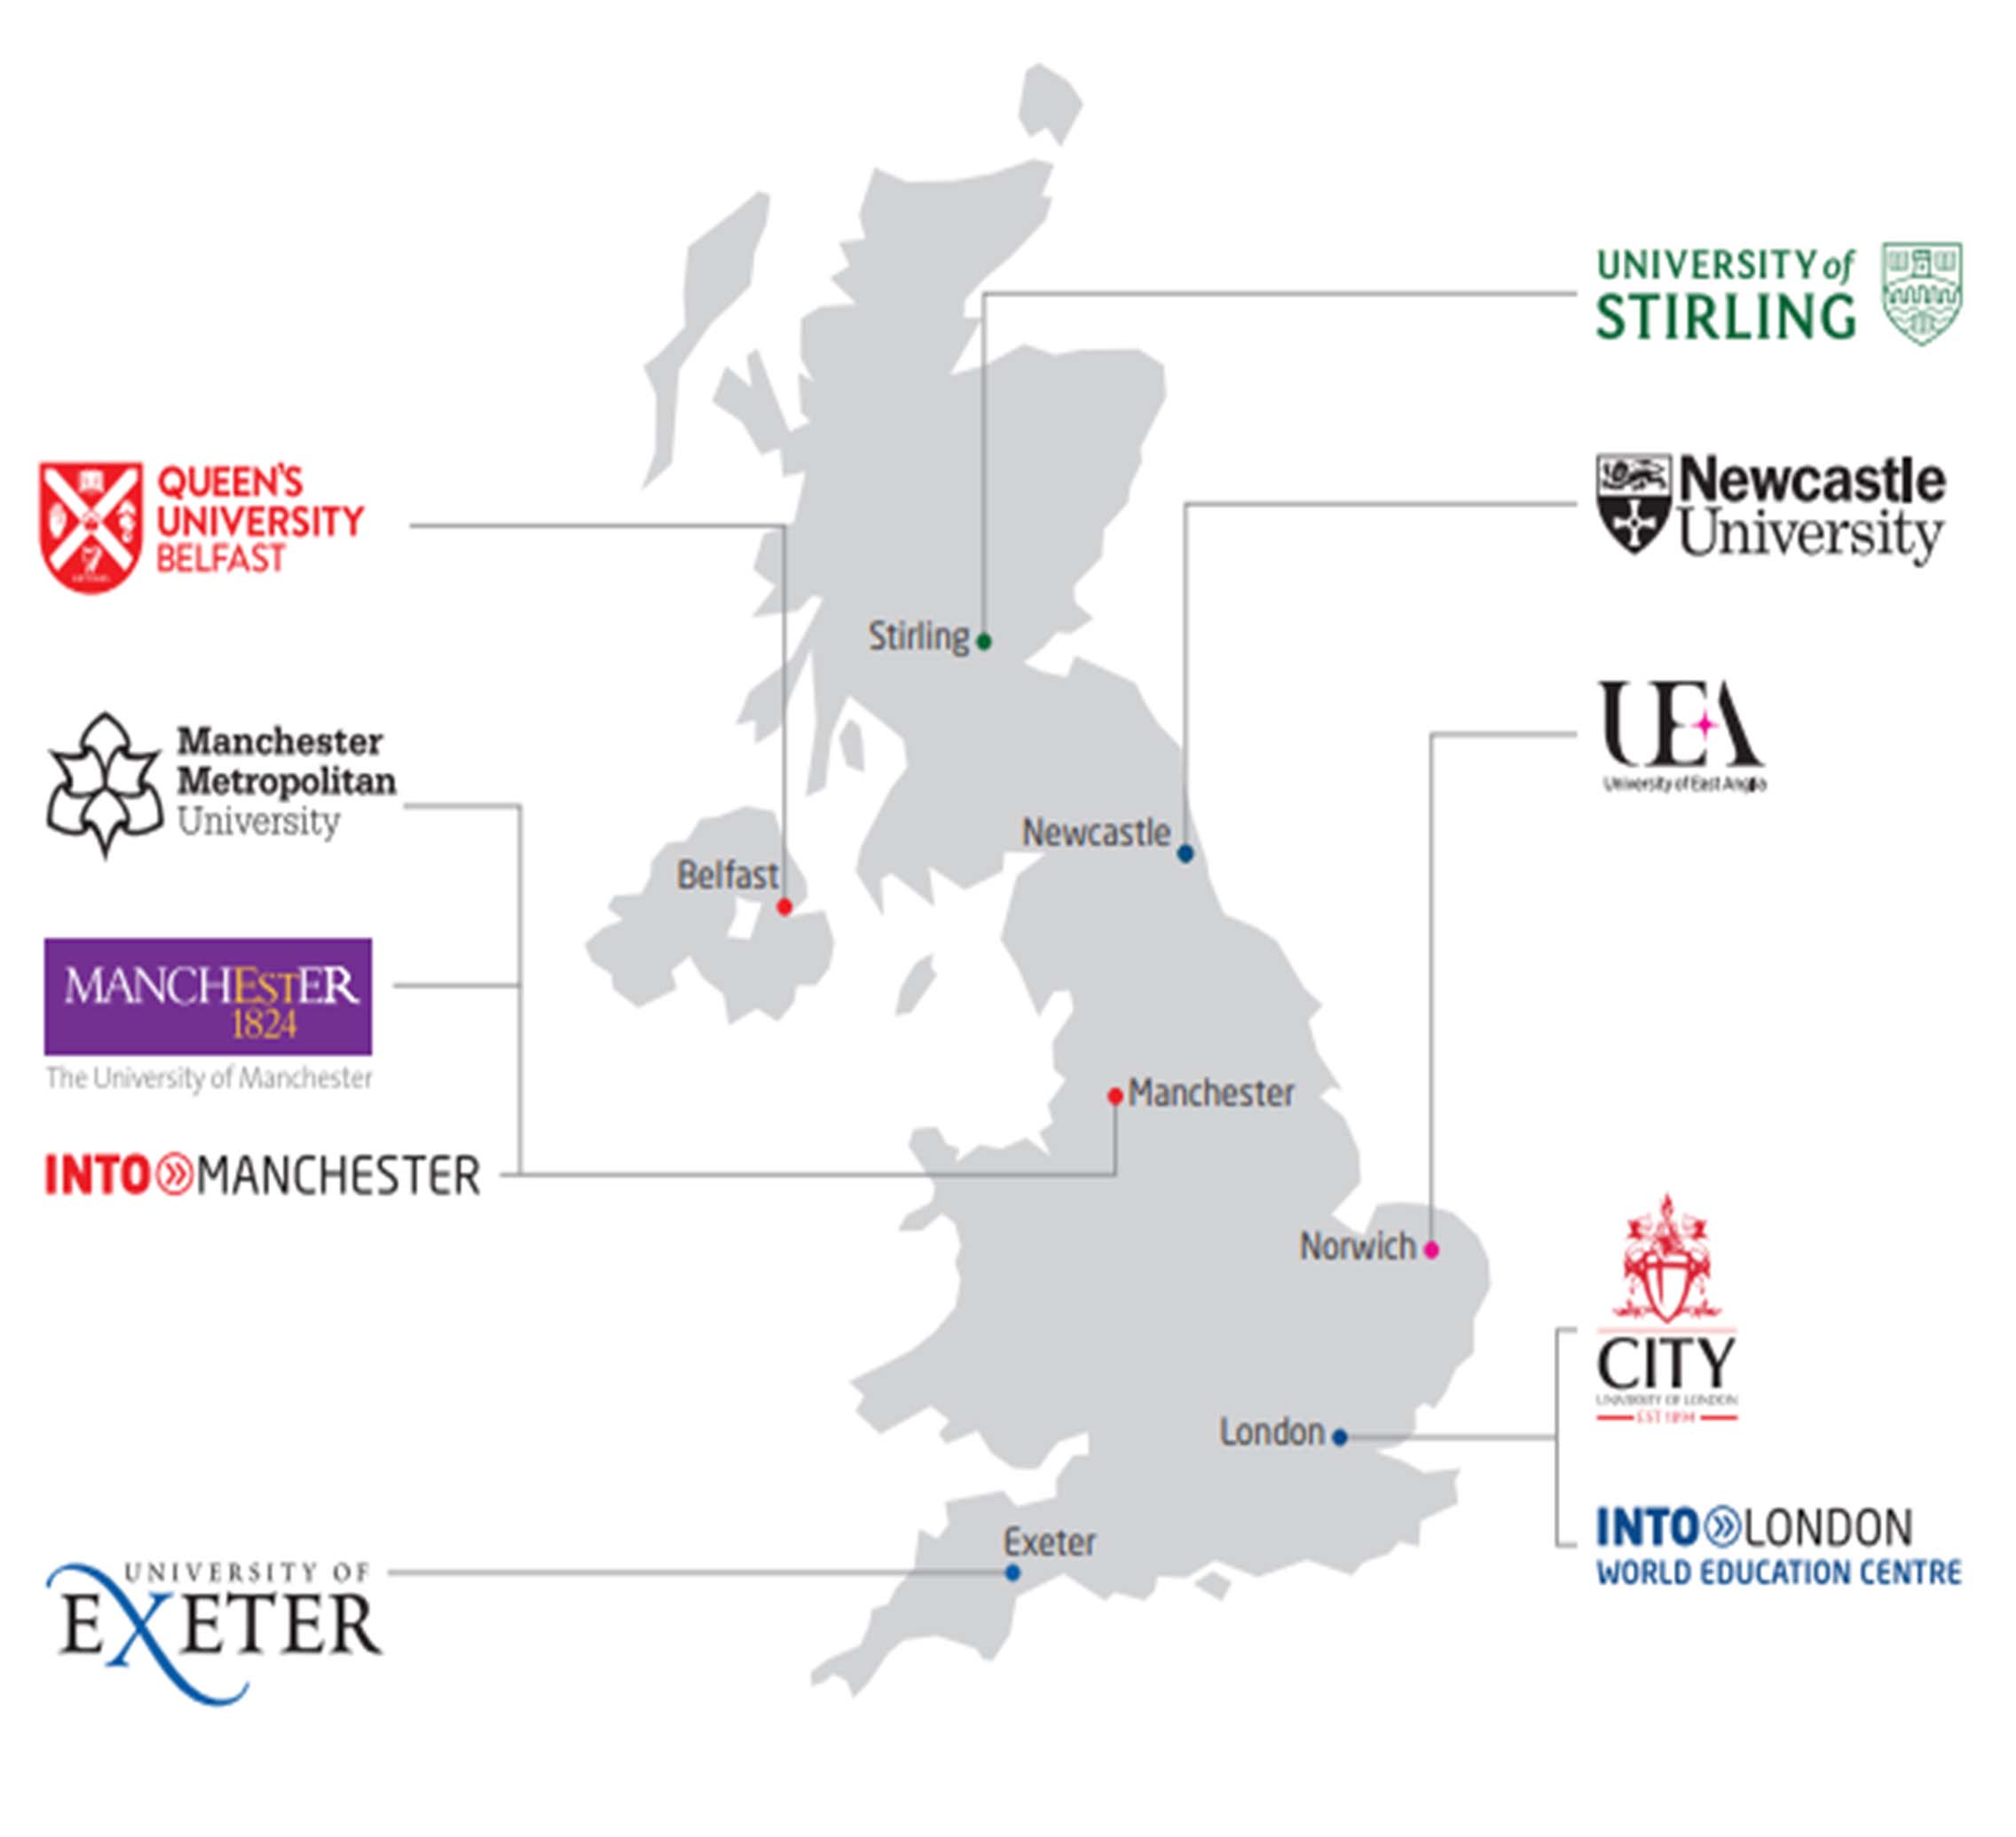 UNIVERSITY of
STIRLING
QUEEN'S
UNIVERSITY
BELFAST
Newcastle
University
Stirling
Manchester
Metropolitan
University
UEA
University of East Anglia
Newcastle
Belfast
MANCHEsTER
1824
The University of Manchester
Manchester
INTO MANCHESTER
Norwich
CITY
UNIVERSITY OF LONDON
EST 1894
London
INTO LONDON
WORLD EDUCATION CENTRE
Exeter
UNIVERSITY OF
EXETER